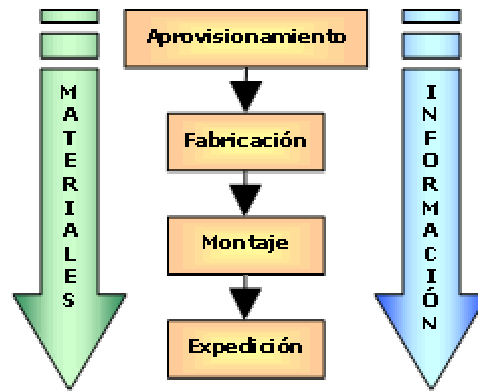 Aprovisionamiento
Fabricación
Montaje
Expedición
MATERIALES
INFORMACIÓN